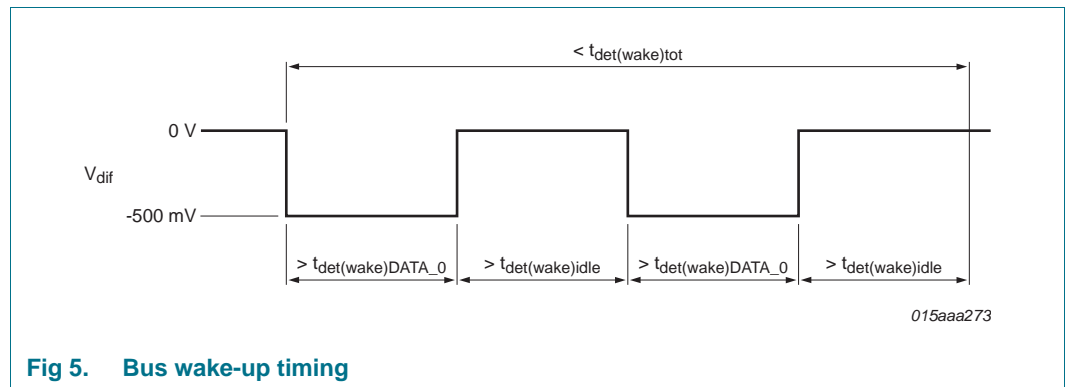 < tdet(wake)tot
0 V
Vdif
-500 mV
> tdet(wake)DATA_0 > tdet(wake)idle > tdet(wake)DATA_0 > tdet(wake)idle
015aaa273
Fig 5. Bus wake-up timing